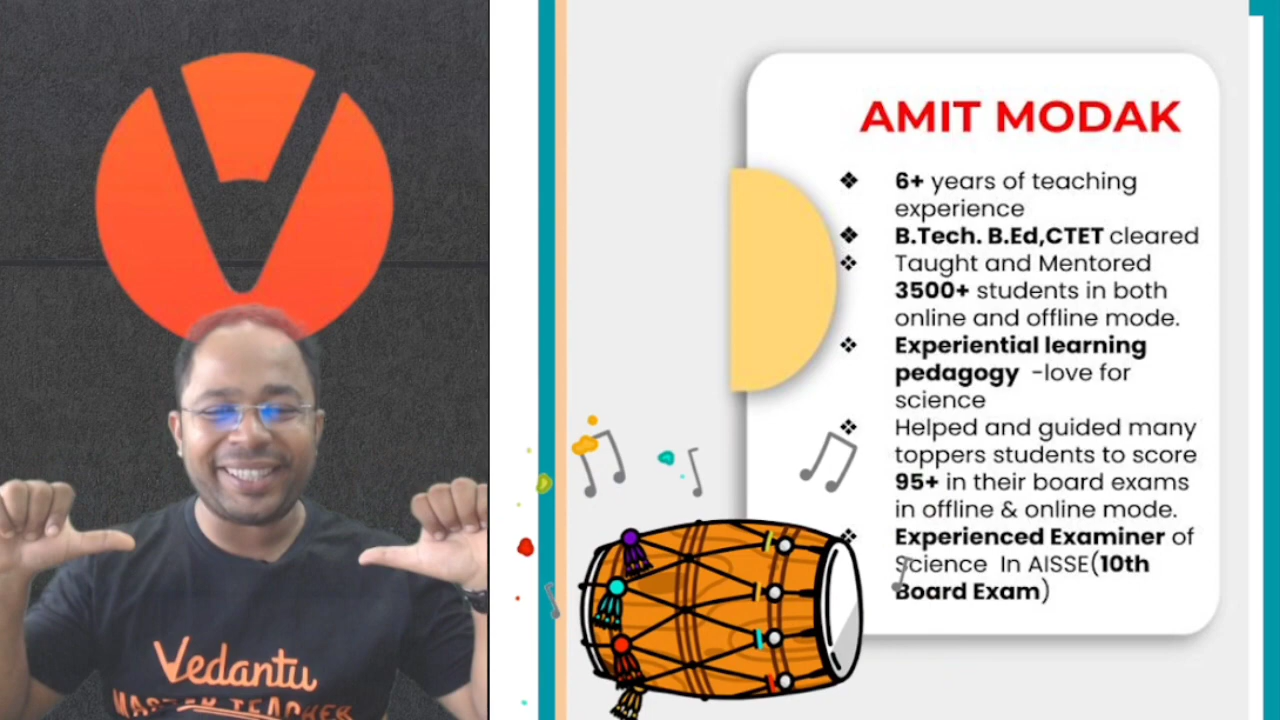 Vedantu
MASTER TEACHER
AMIT MODAK
❖ 6+ years of teaching
experience
❖ B.Tech. B.Ed,CTET cleared
❖ Taught and Mentored
3500+ students in both
online and offline mode.
❖ Experiential learning
pedagogy -love for
science
❖ Helped and guided many
toppers students to score
95+ in their board exams
in offline & online mode.
❖ Experienced Examiner of
Science In AISSE(10th
Board Exam)